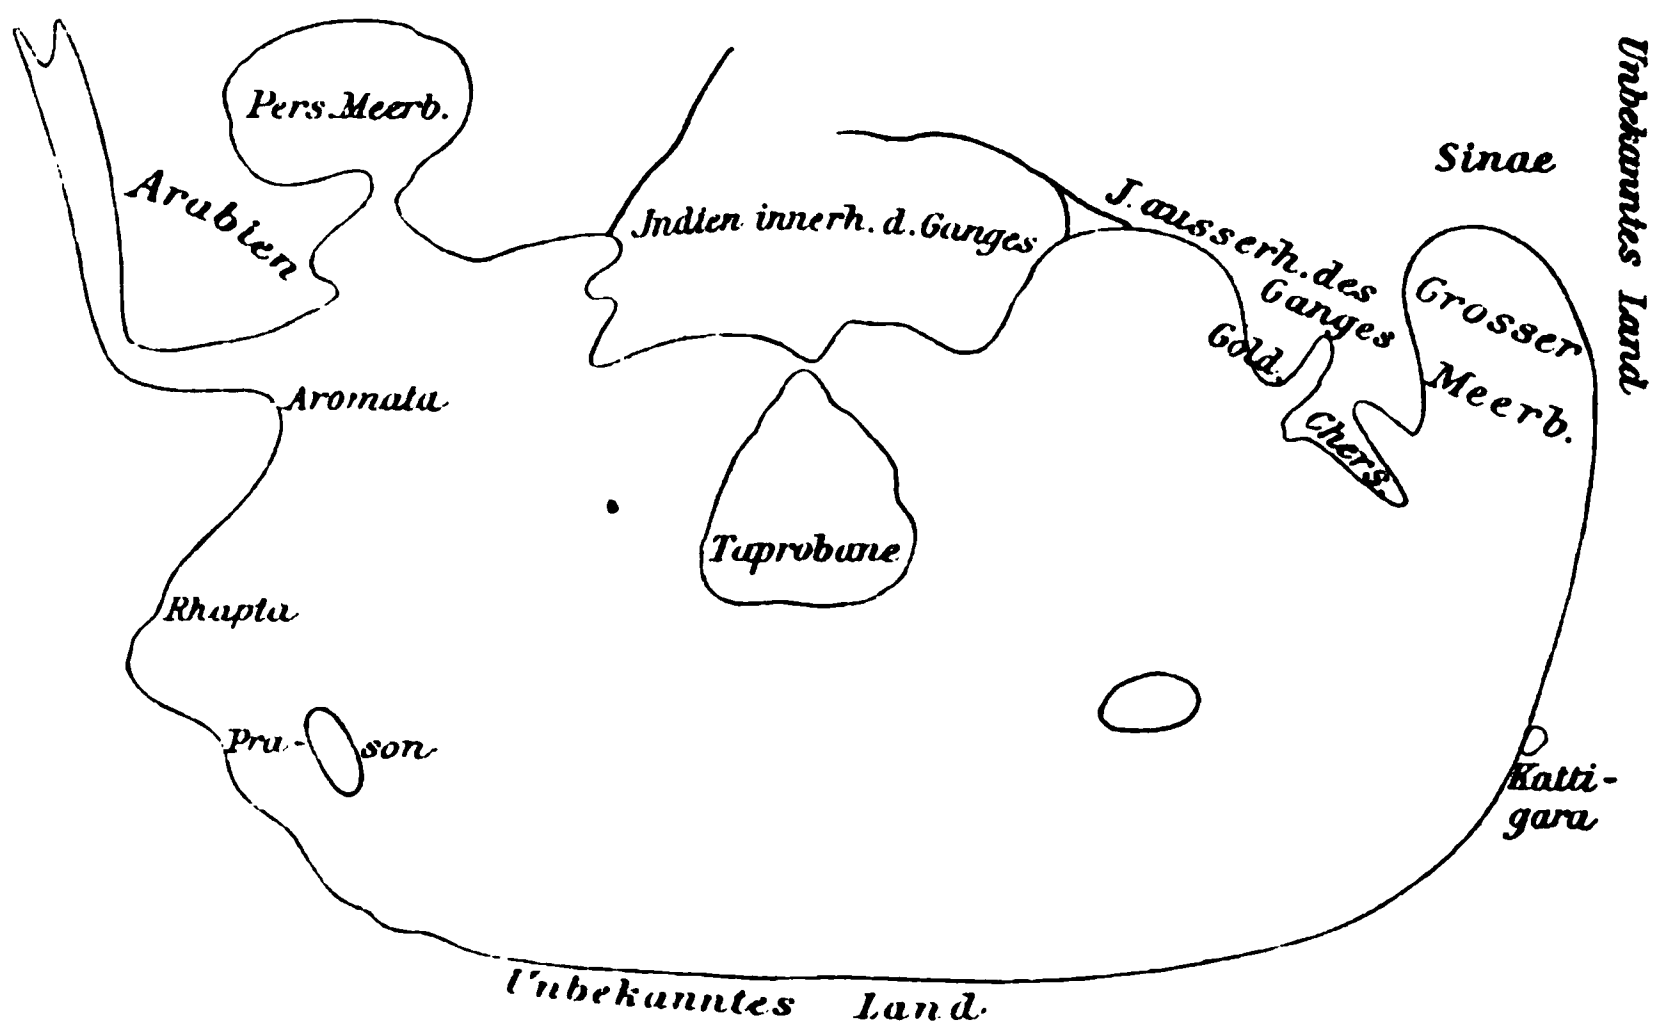 Pers. Meerb.
Arabien
Indien innerh. d. Ganges
J. ausserh. des
Ganges
Sinae
Unbekanntes Land
Grosser
Meerb.
Gold.
Chers.
Aromata
Taprobane
Rhapta
Pra-son
Katti-
gara
Unbekanntes Land.